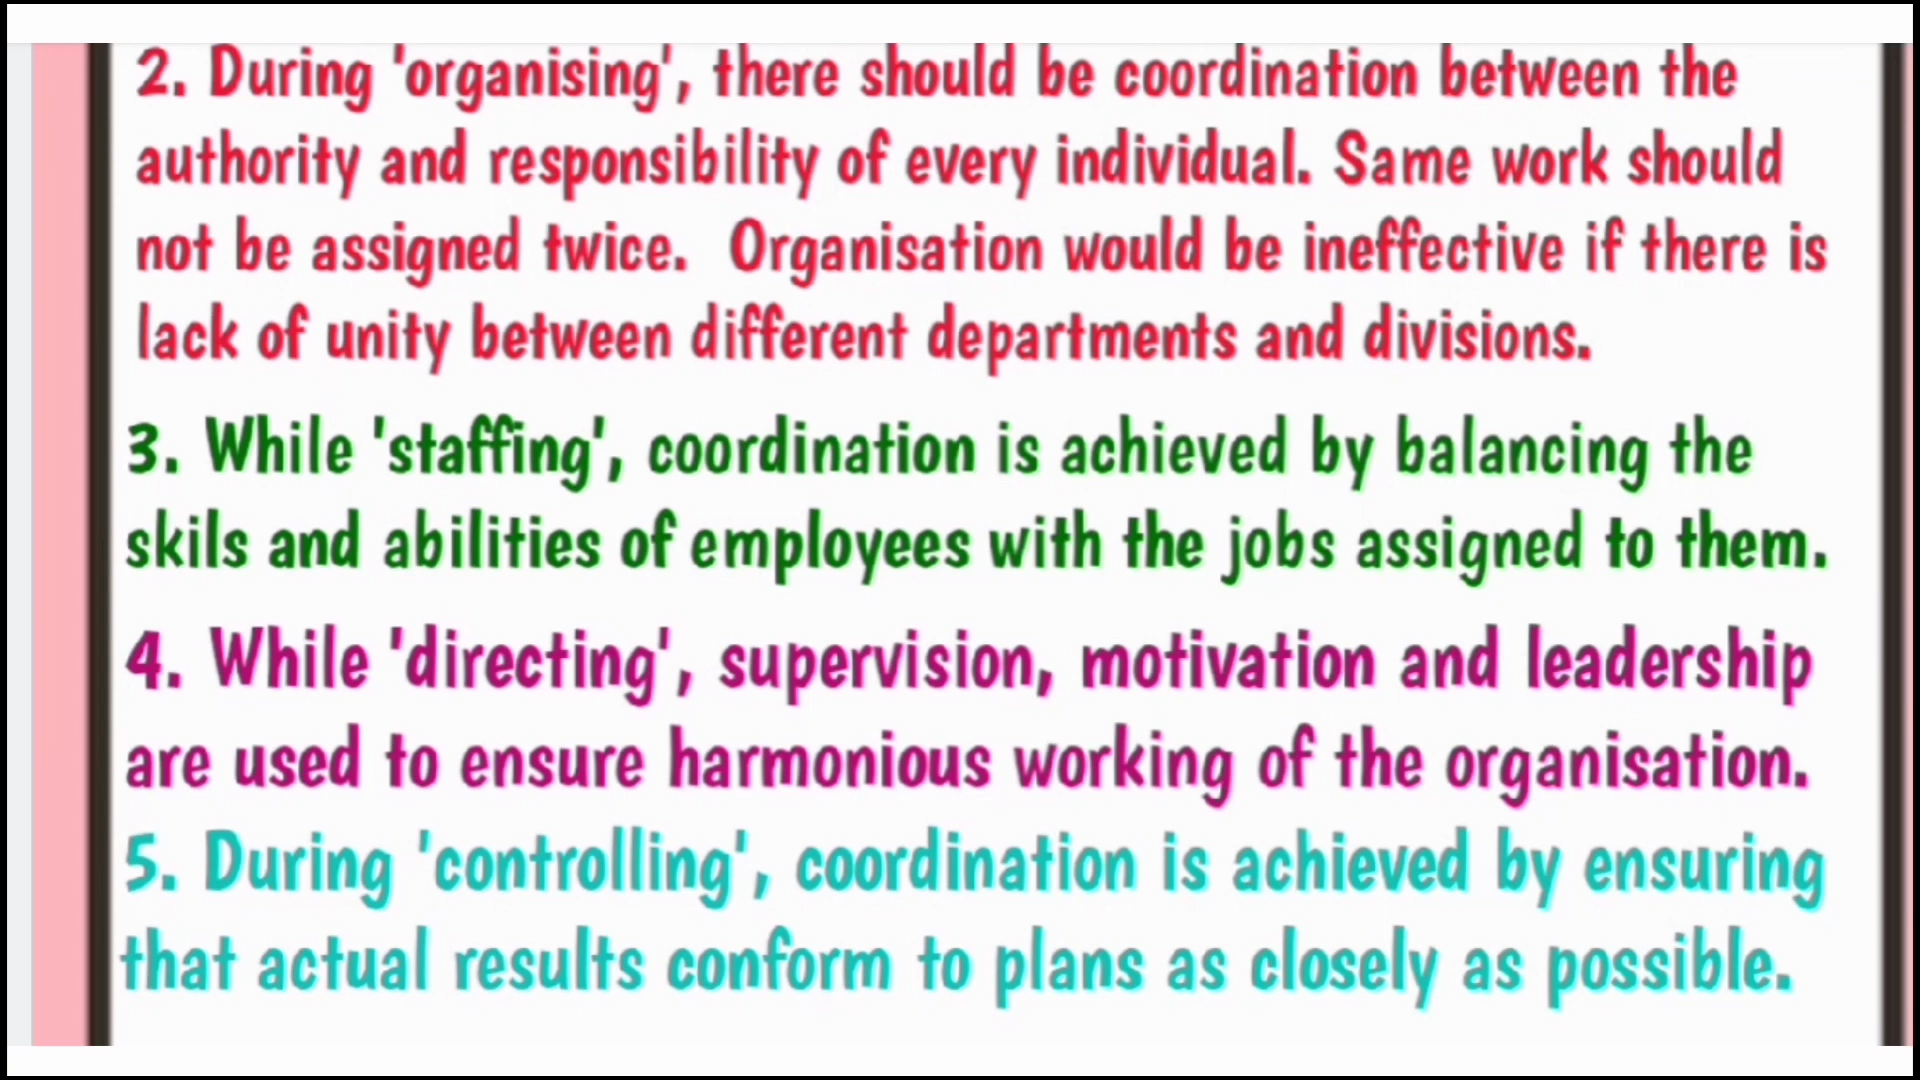 2. During 'organising', there should be coordination between the
authority and responsibility of every individual. Same work should
not be assigned twice. Organisation would be ineffective if there is
lack of unity between different departments and divisions.
3. While 'staffing', coordination is achieved by balancing the
skils and abilities of employees with the jobs assigned to them.
4. While 'directing', supervision, motivation and leadership
are used to ensure harmonious working of the organisation.
5. During 'controlling', coordination is achieved by ensuring
that actual results conform to plans as closely as possible.